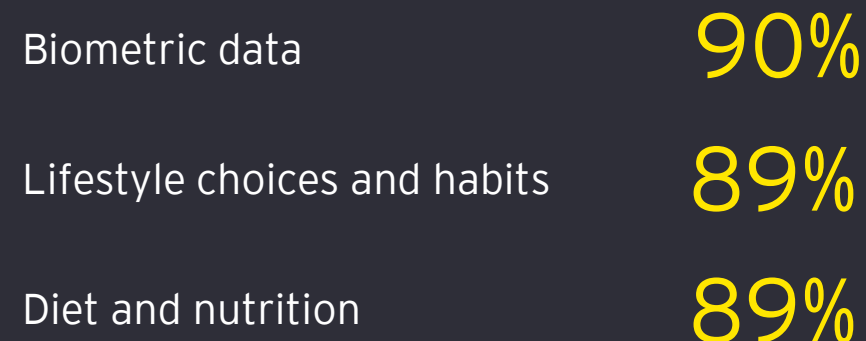 Biometric data 90%
Lifestyle choices and habits 89%
Diet and nutrition 89%